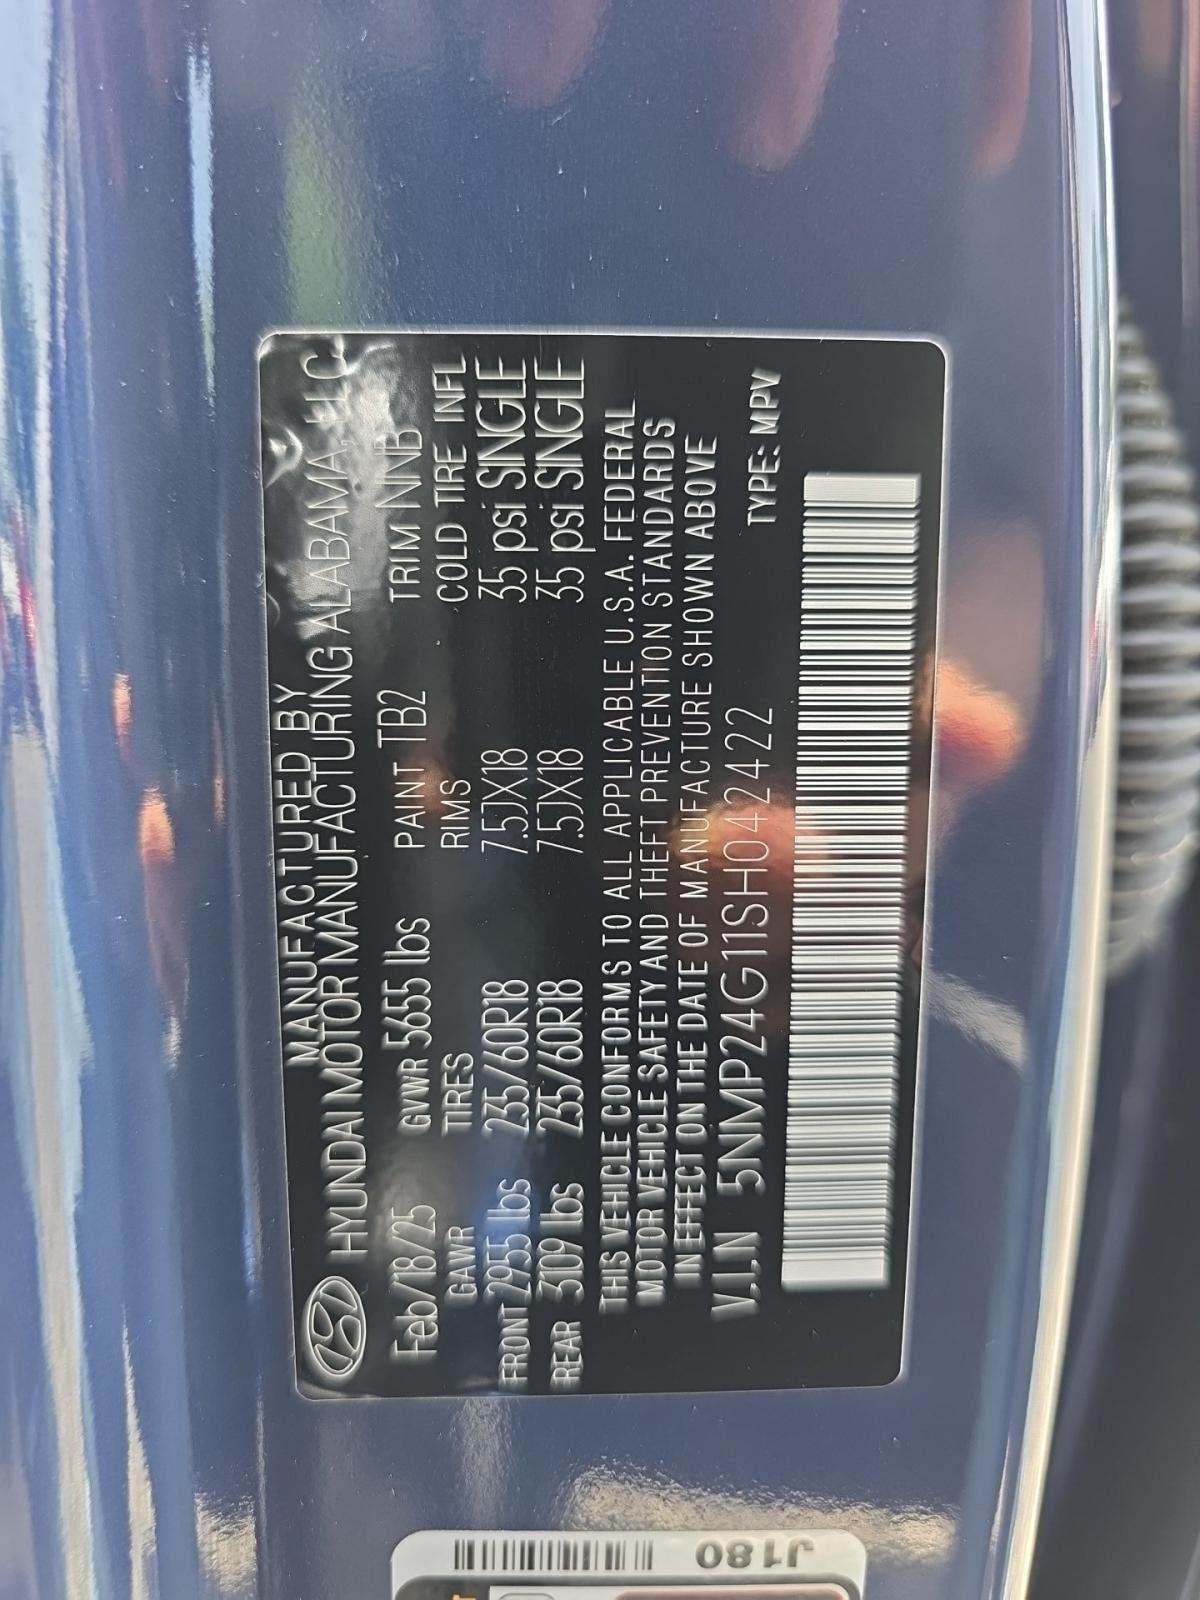 MANUFACTURED BY
HYUNDAI MOTOR MANUFACTURING ALABAMA, LLC
Feb/18/25 GVWR 5655 lbs PAINT TB2 TRIM NNB
GAWR TIRES RIMS COLD TIRE INFL
FRONT 2955 lbs 235/60R18 7.5JX18 35 psi SINGLE
REAR 3109 lbs 235/60R18 7.5JX18 35 psi SINGLE
THIS VEHICLE CONFORMS TO ALL APPLICABLE U.S.A. FEDERAL
MOTOR VEHICLE SAFETY AND THEFT PREVENTION STANDARDS
IN EFFECT ON THE DATE OF MANUFACTURE SHOWN ABOVE
V.I.N 5NMP24G11SH042422 TYPE: MPV
J180